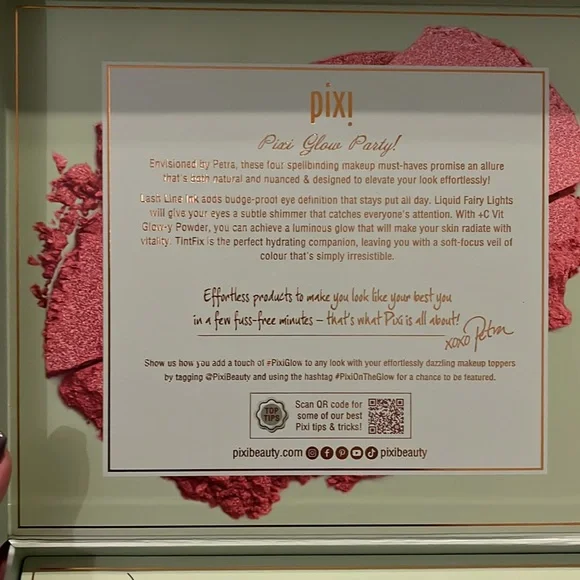 pixi
Pixi Glow Party!
Envisioned by Petra, these four spellbinding makeup must-haves promise an allure
that's both natural and nuanced & designed to elevate your look effortlessly!
Lash Line Ink adds budge-proof eye definition that stays put all day. Liquid Fairy Lights
will give your eyes a subtle shimmer that catches everyone's attention. With +C Vit
Glow-y Powder, you can achieve a luminous glow that will make your skin radiate with
vitality. TintFix is the perfect hydrating companion, leaving you with a soft-focus veil of
colour that's simply irresistible.
Effortless products to make you look like your best you
in a few fuss-free minutes – that's what Pixi is all about!
xoxo Petra
Show us how you add a touch of #PixiGlow to any look with your effortlessly dazzling makeup toppers
by tagging @PixiBeauty and using the hashtag #PixiOnTheGlow for a chance to be featured.
TOP
TIPS
Scan QR code for
some of our best
Pixi tips & tricks!
pixibeauty.com pixibeauty